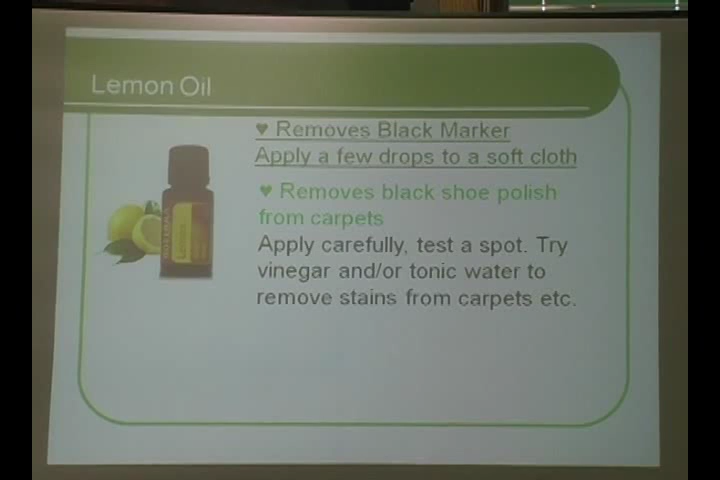 Lemon Oil
♥ Removes Black Marker
Apply a few drops to a soft cloth
♥ Removes black shoe polish
from carpets
Apply carefully, test a spot. Try
vinegar and/or tonic water to
remove stains from carpets etc.
Lemon